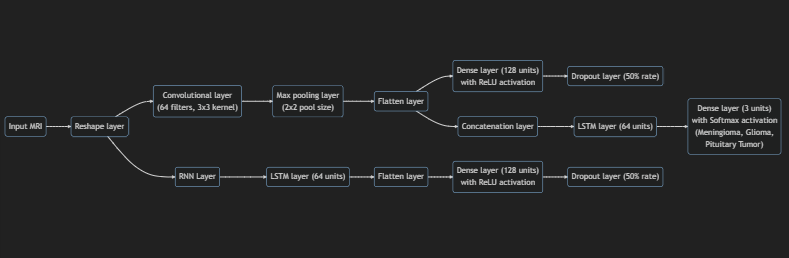 Input MRI
Reshape layer
Convolutional layer
(64 filters, 3x3 kernel)
Max pooling layer
(2x2 pool size)
Flatten layer
Dense layer (128 units)
with ReLU activation
Dropout layer (50% rate)
Concatenation layer
LSTM layer (64 units)
Dense layer (3 units)
with Softmax activation
(Meningioma, Glioma,
Pituitary Tumor)
RNN Layer
LSTM layer (64 units)
Flatten layer
Dense layer (128 units)
with ReLU activation
Dropout layer (50% rate)